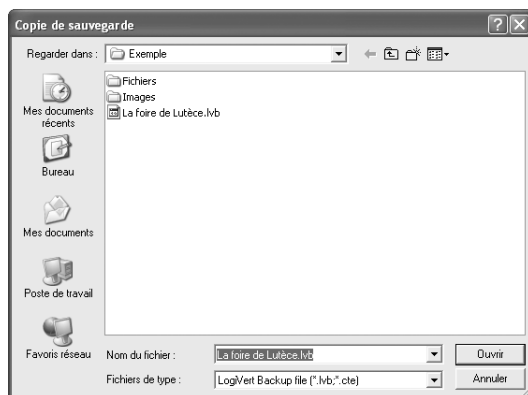 Copie de sauvegarde
Regarder dans :
Exemple
Fichiers
Images
La foire de Lutèce.lvb
Mes documents
récents
Bureau
Mes documents
Poste de travail
Favoris réseau
Nom du fichier :
La foire de Lutèce.lvb
Ouvrir
Fichiers de type :
LogiVert Backup file (*.lvb;*.cte)
Annuler